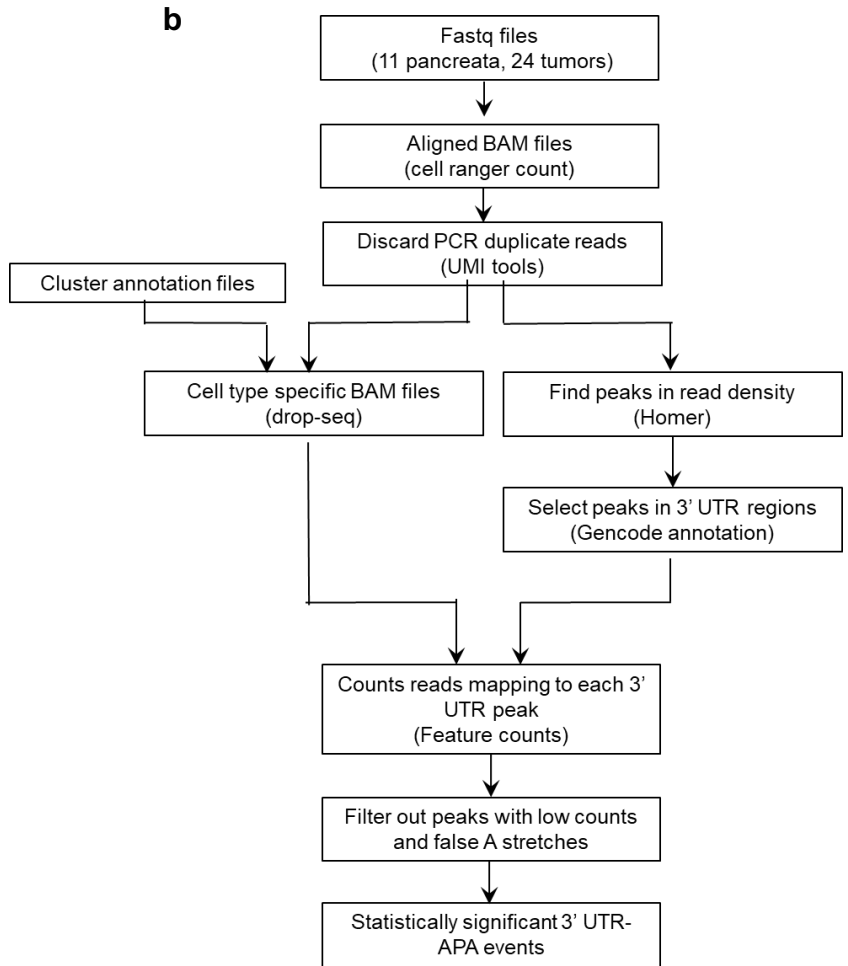 b
Fastq files
(11 pancreata, 24 tumors)
Aligned BAM files
(cell ranger count)
Discard PCR duplicate reads
(UMI tools)
Cluster annotation files
Cell type specific BAM files
(drop-seq)
Find peaks in read density
(Homer)
Select peaks in 3’ UTR regions
(Gencode annotation)
Counts reads mapping to each 3’
UTR peak
(Feature counts)
Filter out peaks with low counts
and false A stretches
Statistically significant 3’ UTR-
APA events